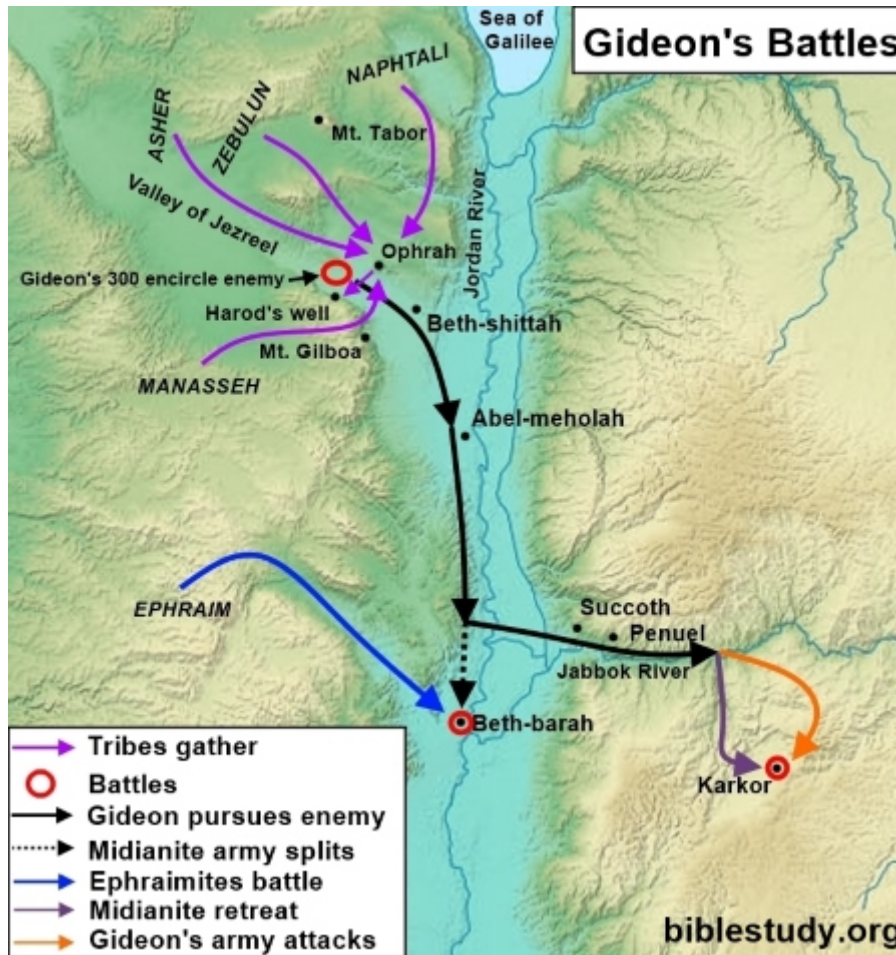 Sea of
Galilee
Gideon's Battles
NAPHTALI
ASHER
ZEBULUN
Mt. Tabor
Valley of Jezreel
Jordan River
Ophrah
Gideon's 300 encircle enemy
Harod's well
Beth-shittah
Mt. Gilboa
MANASSEH
Abel-meholah
EPHRAIM
Succoth
Penuel
Jabbok River
Beth-barah
Karkor
Tribes gather
Battles
Gideon pursues enemy
Midianite army splits
Ephraimites battle
Midianite retreat
Gideon's army attacks
biblestudy.org